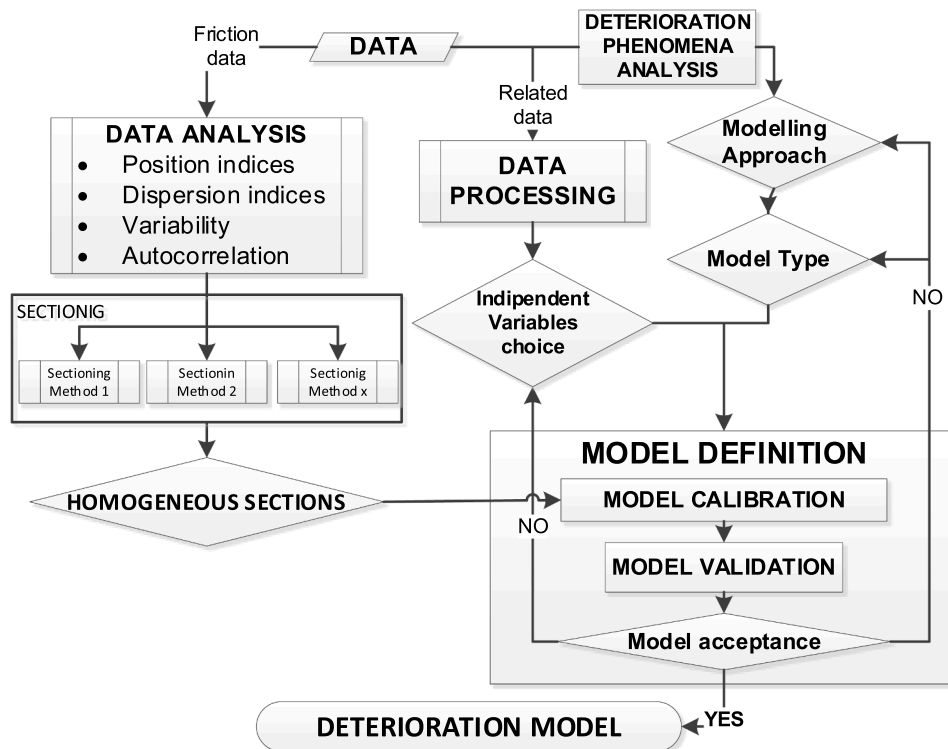 Friction
data
DATA
DETERIORATION
PHENOMENA
ANALYSIS
Related
data
DATA ANALYSIS
• Position indices
• Dispersion indices
• Variability
• Autocorrelation
DATA
PROCESSING
Modelling
Approach
Model Type
NO
Indipendent
Variables
choice
SECTIONIG
Sectioning
Method 1
Sectionin
Method 2
Sectionig
Method x
HOMOGENEOUS SECTIONS
NO
MODEL DEFINITION
MODEL CALIBRATION
MODEL VALIDATION
Model acceptance
YES
DETERIORATION MODEL